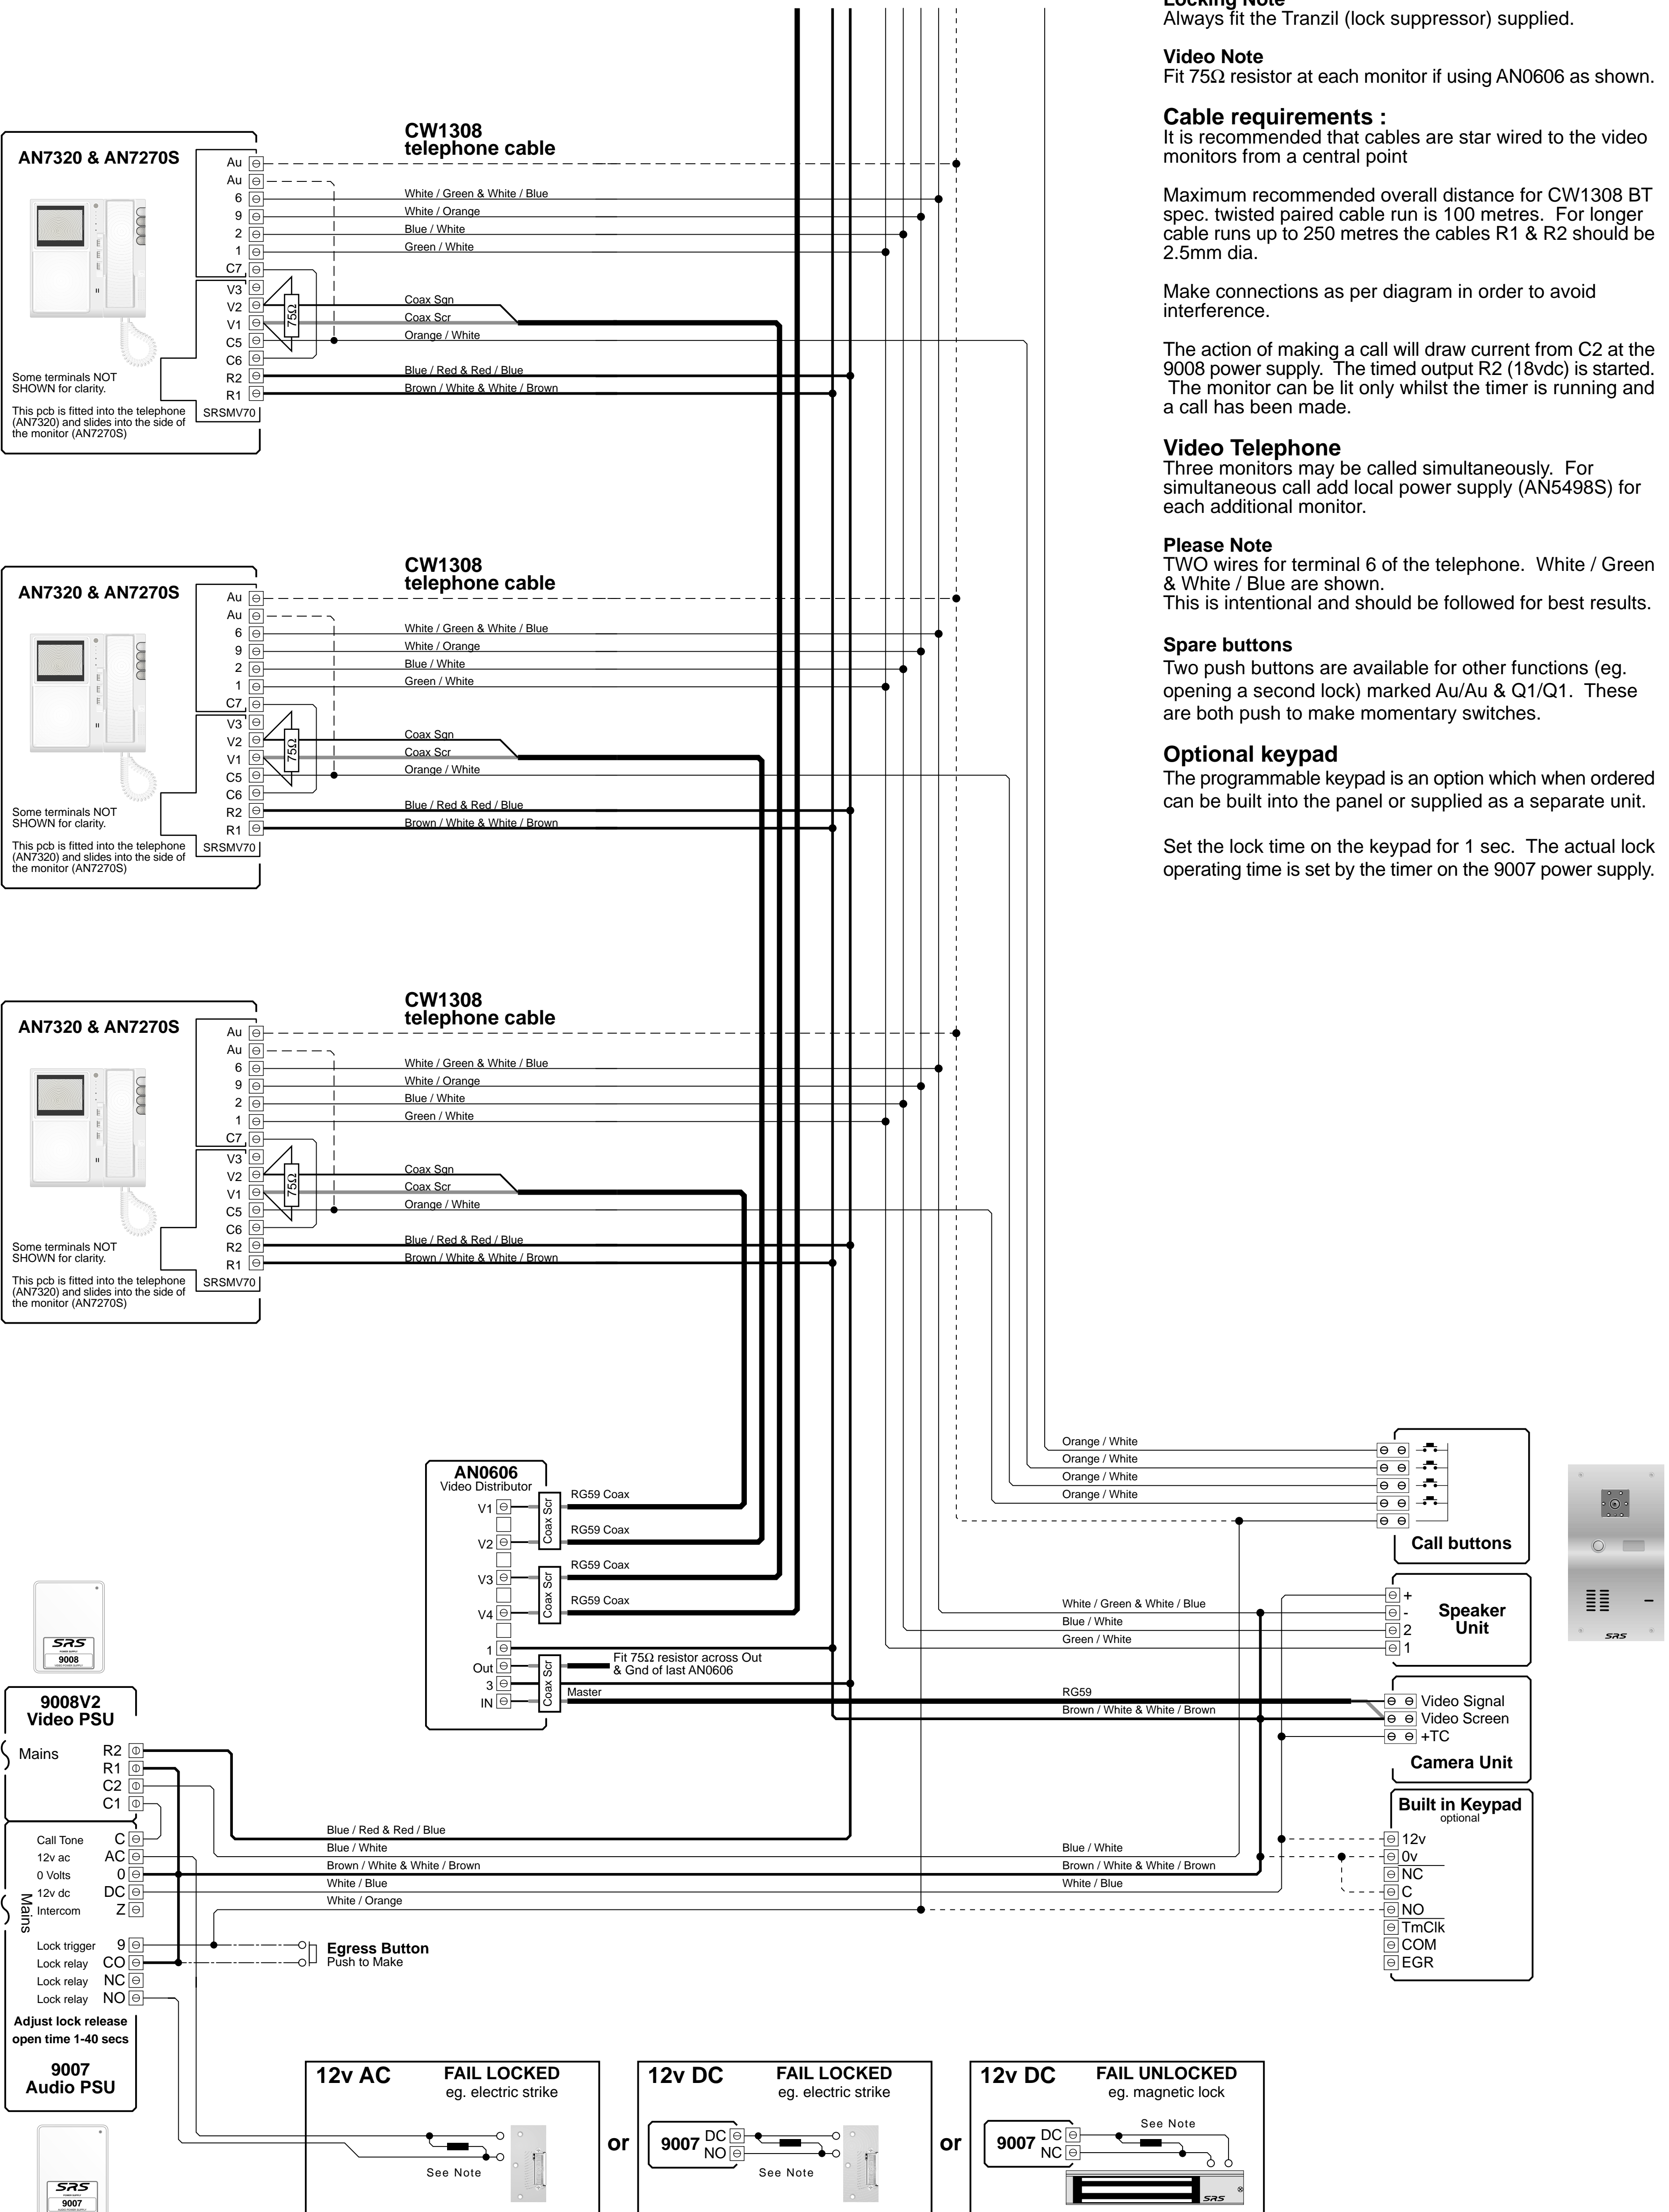 Locking Note
Always fit the Tranzil (lock suppressor) supplied.
Video Note
Fit 75Ω resistor at each monitor if using AN0606 as shown.
Cable requirements :
It is recommended that cables are star wired to the video
monitors from a central point
Maximum recommended overall distance for CW1308 BT
spec. twisted paired cable run is 100 metres. For longer
cable runs up to 250 metres the cables R1 & R2 should be
2.5mm dia.
Make connections as per diagram in order to avoid
interference.
The action of making a call will draw current from C2 at the
9008 power supply. The timed output R2 (18vdc) is started.
The monitor can be lit only whilst the timer is running and
a call has been made.
Video Telephone
Three monitors may be called simultaneously. For
simultaneous call add local power supply (AN5498S) for
each additional monitor.
Please Note
TWO wires for terminal 6 of the telephone. White / Green
& White / Blue are shown.
This is intentional and should be followed for best results.
Spare buttons
Two push buttons are available for other functions (eg.
opening a second lock) marked Au/Au & Q1/Q1. These
are both push to make momentary switches.
Optional keypad
The programmable keypad is an option which when ordered
can be built into the panel or supplied as a separate unit.
Set the lock time on the keypad for 1 sec. The actual lock
operating time is set by the timer on the 9007 power supply.
CW1308
telephone cable
AN7320 & AN7270S
Au
Au
6 White / Green & White / Blue
9 White / Orange
2 Blue / White
1 Green / White
C7
V3
V2 Coax Sgn
75Ω
V1 Coax Scr
C5 Orange / White
C6
R2 Blue / Red & Red / Blue
R1 Brown / White & White / Brown
SRSMV70
Some terminals NOT
SHOWN for clarity.
This pcb is fitted into the telephone
(AN7320) and slides into the side of
the monitor (AN7270S)
CW1308
telephone cable
AN7320 & AN7270S
Au
Au
6 White / Green & White / Blue
9 White / Orange
2 Blue / White
1 Green / White
C7
V3
V2 Coax Sgn
75Ω
V1 Coax Scr
C5 Orange / White
C6
R2 Blue / Red & Red / Blue
R1 Brown / White & White / Brown
SRSMV70
Some terminals NOT
SHOWN for clarity.
This pcb is fitted into the telephone
(AN7320) and slides into the side of
the monitor (AN7270S)
CW1308
telephone cable
AN7320 & AN7270S
Au
Au
6 White / Green & White / Blue
9 White / Orange
2 Blue / White
1 Green / White
C7
V3
V2 Coax Sgn
75Ω
V1 Coax Scr
C5 Orange / White
C6
R2 Blue / Red & Red / Blue
R1 Brown / White & White / Brown
SRSMV70
Some terminals NOT
SHOWN for clarity.
This pcb is fitted into the telephone
(AN7320) and slides into the side of
the monitor (AN7270S)
AN0606
Video Distributor
V1 Coax Scr RG59 Coax
V2 RG59 Coax
V3 Coax Scr RG59 Coax
V4 RG59 Coax
1
Out Coax Scr Fit 75Ω resistor across Out
& Gnd of last AN0606
3
IN Master
RG59
Brown / White & White / Brown
Orange / White
Orange / White
Orange / White
Orange / White
Call buttons
White / Green & White / Blue
Blue / White
Green / White
+
-
2
1
Speaker
Unit
SRS
Video Signal
Video Screen
+TC
Camera Unit
Built in Keypad
optional
12v
0v
NC
C
NO
TmClk
COM
EGR
SRS
9008
9008V2
Video PSU
Mains
R2
R1
C2
C1
Call Tone C
12v ac AC
0 Volts 0
12v dc DC
Intercom Z
Mains
Lock trigger 9
Lock relay CO
Lock relay NC
Lock relay NO
Adjust lock release
open time 1-40 secs
9007
Audio PSU
Blue / Red & Red / Blue
Blue / White
Brown / White & White / Brown
White / Blue
White / Orange
Blue / White
Brown / White & White / Brown
White / Blue
Egress Button
Push to Make
SRS
9007
12v AC FAIL LOCKED
eg. electric strike
See Note
or
12v DC FAIL LOCKED
eg. electric strike
9007 DC
NO
See Note
or
12v DC FAIL UNLOCKED
eg. magnetic lock
See Note
9007 DC
NC
SRS